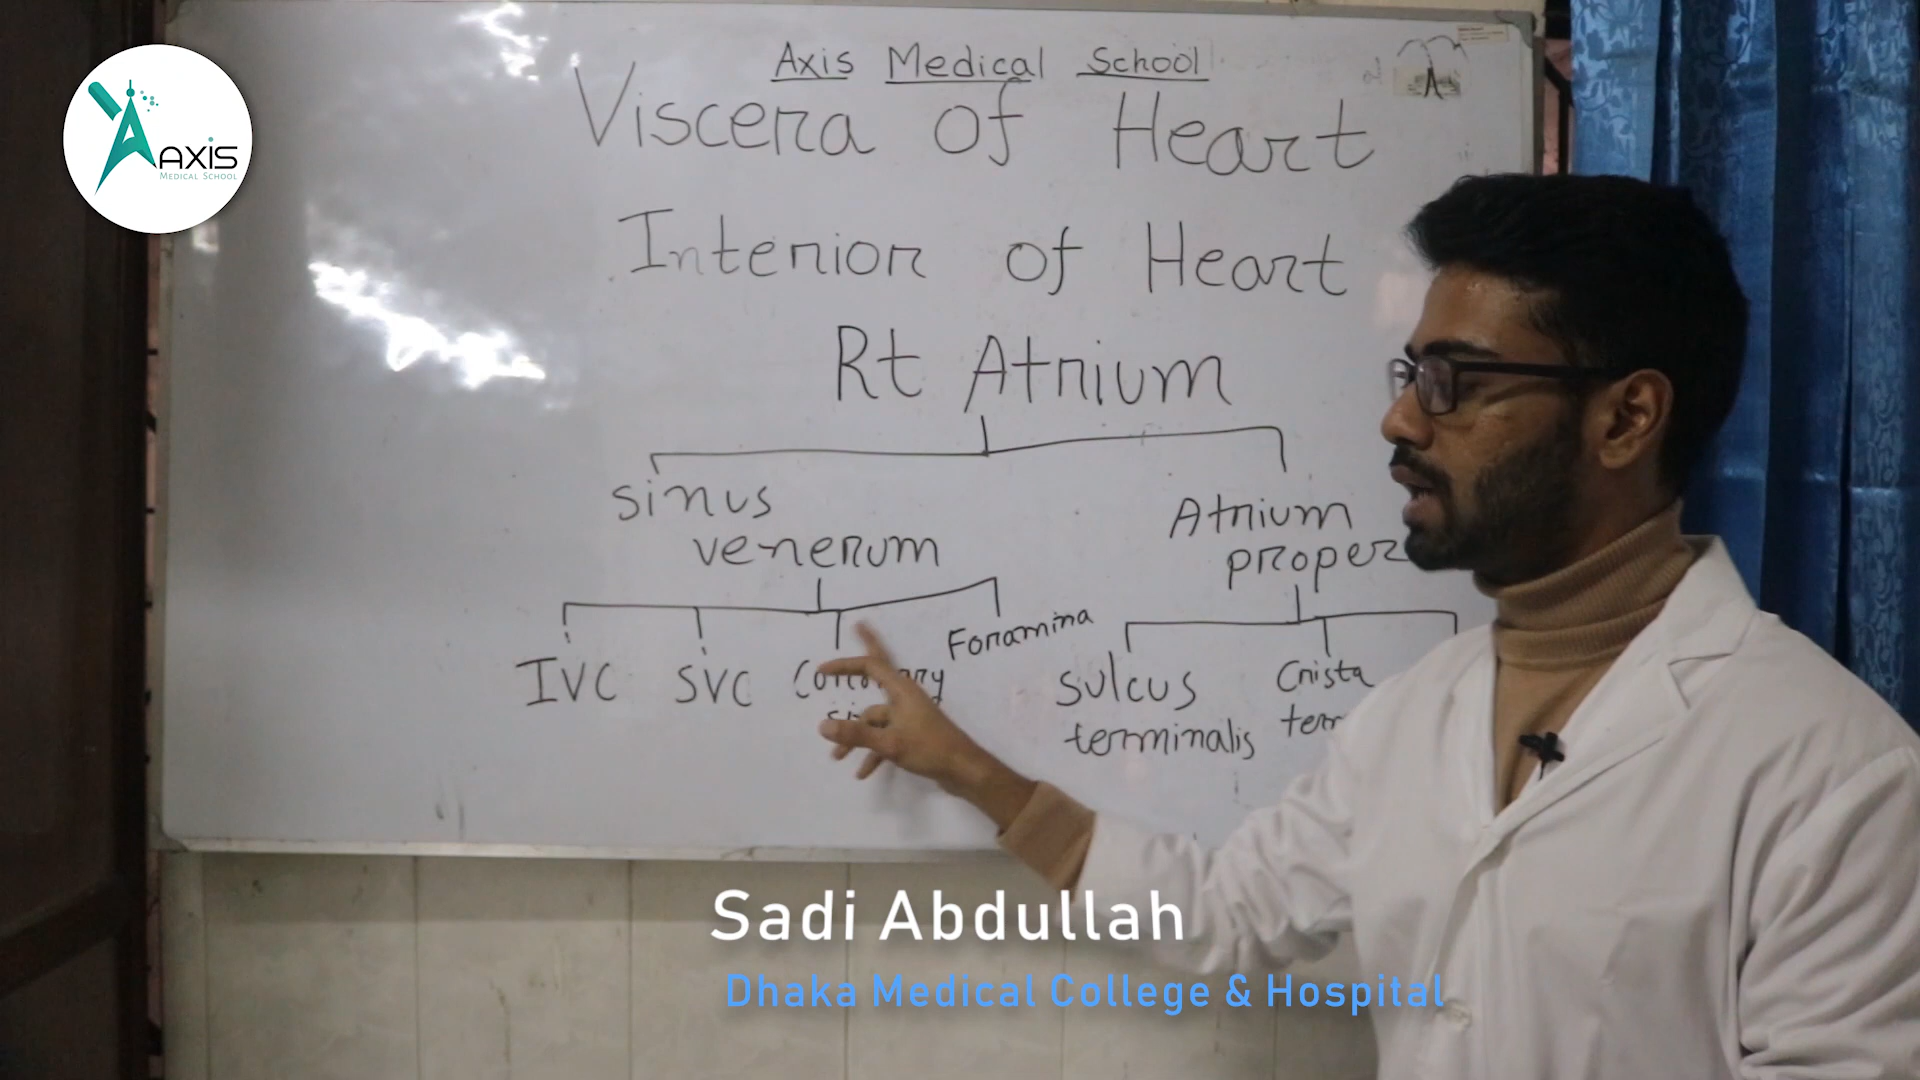 Axis Medical School
Viscera of Heart
Interior of Heart
Rt Atrium
sinus
venerum
Atrium
proper
IVC
SVC
Coronary
Foramina
sulcus
terminalis
Crista
AXIS
MEDICAL SCHOOL
Sadi Abdullah
Dhaka Medical College & Hospital